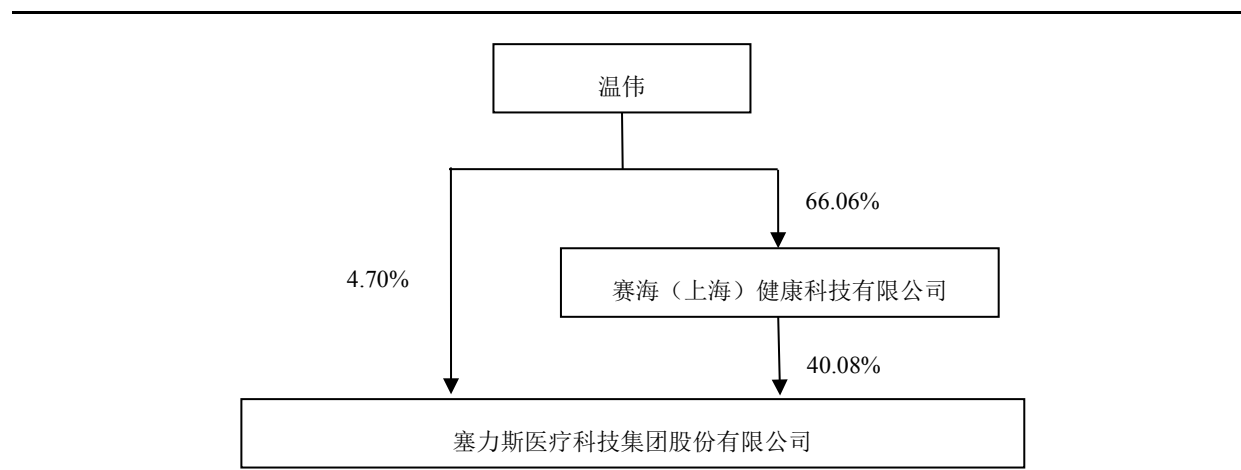 温伟
66.06%
4.70%
赛海（上海）健康科技有限公司
40.08%
塞力斯医疗科技集团股份有限公司